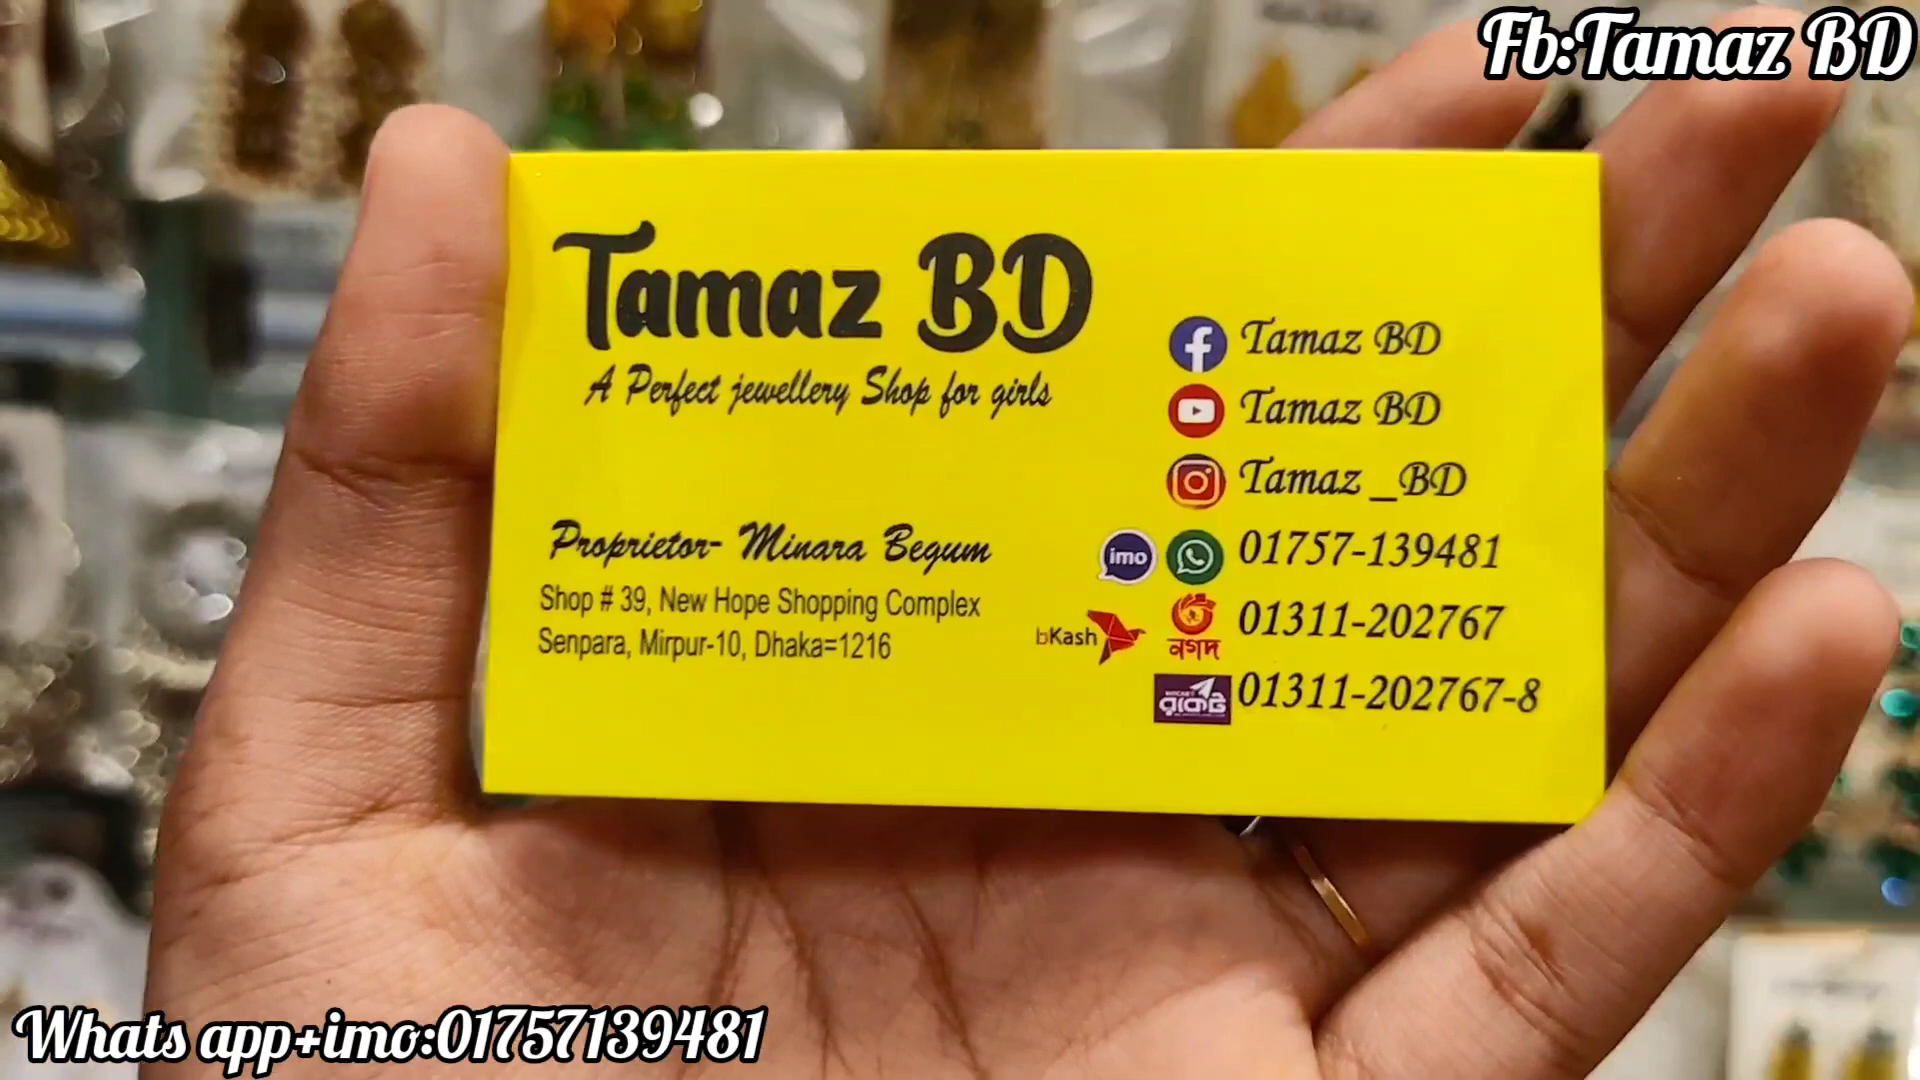 Fb:Tamaz BD
Tamaz BD
A Perfect jewellery Shop for girls
Proprietor- Minara Begum
Shop # 39, New Hope Shopping Complex
Senpara, Mirpur-10, Dhaka=1216
Tamaz BD
Tamaz BD
Tamaz _BD
imo 01757-139481
bKash নগদ 01311-202767
রকেট 01311-202767-8
Whats app+imo:01757139481